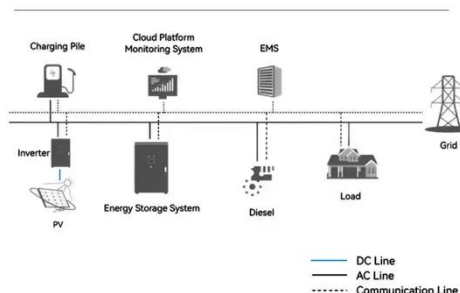 Charging Pile
Cloud Platform
Monitoring System
EMS
Grid
Inverter
Energy Storage System
Diesel
Load
PV
DC Line
AC Line
Communication Line